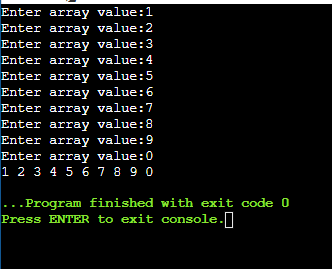 Enter array value:1
Enter array value:2
Enter array value:3
Enter array value:4
Enter array value:5
Enter array value:6
Enter array value:7
Enter array value:8
Enter array value:9
Enter array value:0
1 2 3 4 5 6 7 8 9 0
...Program finished with exit code 0
Press ENTER to exit console.